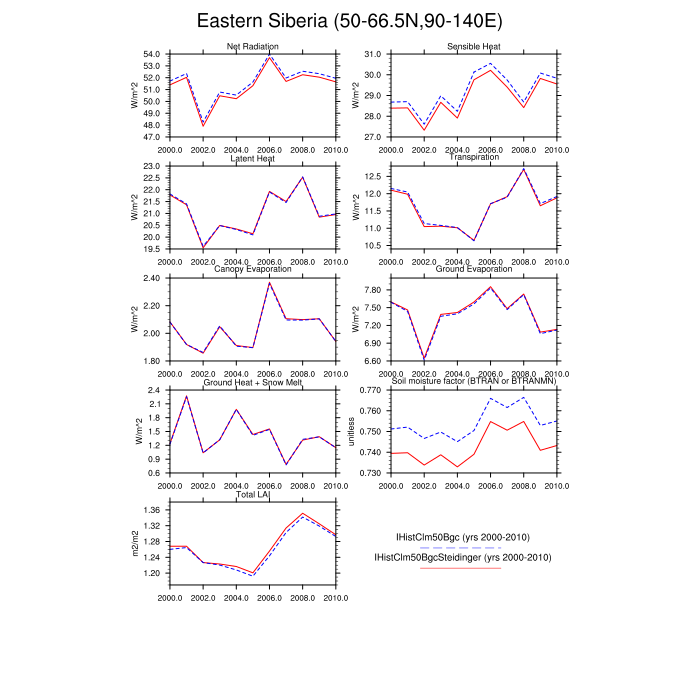 Eastern Siberia (50-66.5N,90-140E)
Net Radiation
W/m^2
54.0
53.0
52.0
51.0
50.0
49.0
48.0
47.0
2000.0 2002.0 2004.0 2006.0 2008.0 2010.0
Sensible Heat
W/m^2
31.0
30.0
29.0
28.0
27.0
2000.0 2002.0 2004.0 2006.0 2008.0 2010.0
Latent Heat
W/m^2
23.0
22.5
22.0
21.5
21.0
20.5
20.0
19.5
2000.0 2002.0 2004.0 2006.0 2008.0 2010.0
Transpiration
W/m^2
12.5
12.0
11.5
11.0
10.5
2000.0 2002.0 2004.0 2006.0 2008.0 2010.0
Canopy Evaporation
W/m^2
2.40
2.20
2.00
1.80
2000.0 2002.0 2004.0 2006.0 2008.0 2010.0
Ground Evaporation
W/m^2
7.80
7.50
7.20
6.90
6.60
2000.0 2002.0 2004.0 2006.0 2008.0 2010.0
Ground Heat + Snow Melt
W/m^2
2.4
2.1
1.8
1.5
1.2
0.9
0.6
2000.0 2002.0 2004.0 2006.0 2008.0 2010.0
Soil moisture factor (BTRAN or BTRANMN)
unitless
0.770
0.760
0.750
0.740
0.730
2000.0 2002.0 2004.0 2006.0 2008.0 2010.0
Total LAI
m2/m2
1.36
1.32
1.28
1.24
1.20
2000.0 2002.0 2004.0 2006.0 2008.0 2010.0
IHistClm50Bgc (yrs 2000-2010)
IHistClm50BgcSteidinger (yrs 2000-2010)